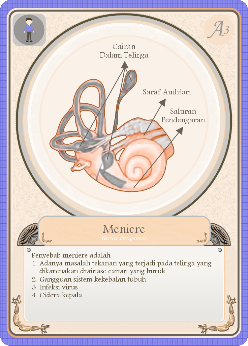 A3
Cairan
Dalam Telinga
Saraf Auditori
Saluran
Pendengaran
Meniere
Penyebab meniere adalah
1. Adanya masalah tekanan yang terjadi pada telinga yang
dikarenakan drainase cairan yang buruk
2. Gangguan sistem kekebalan tubuh
3. Infeksi virus
4. Cidera kepala